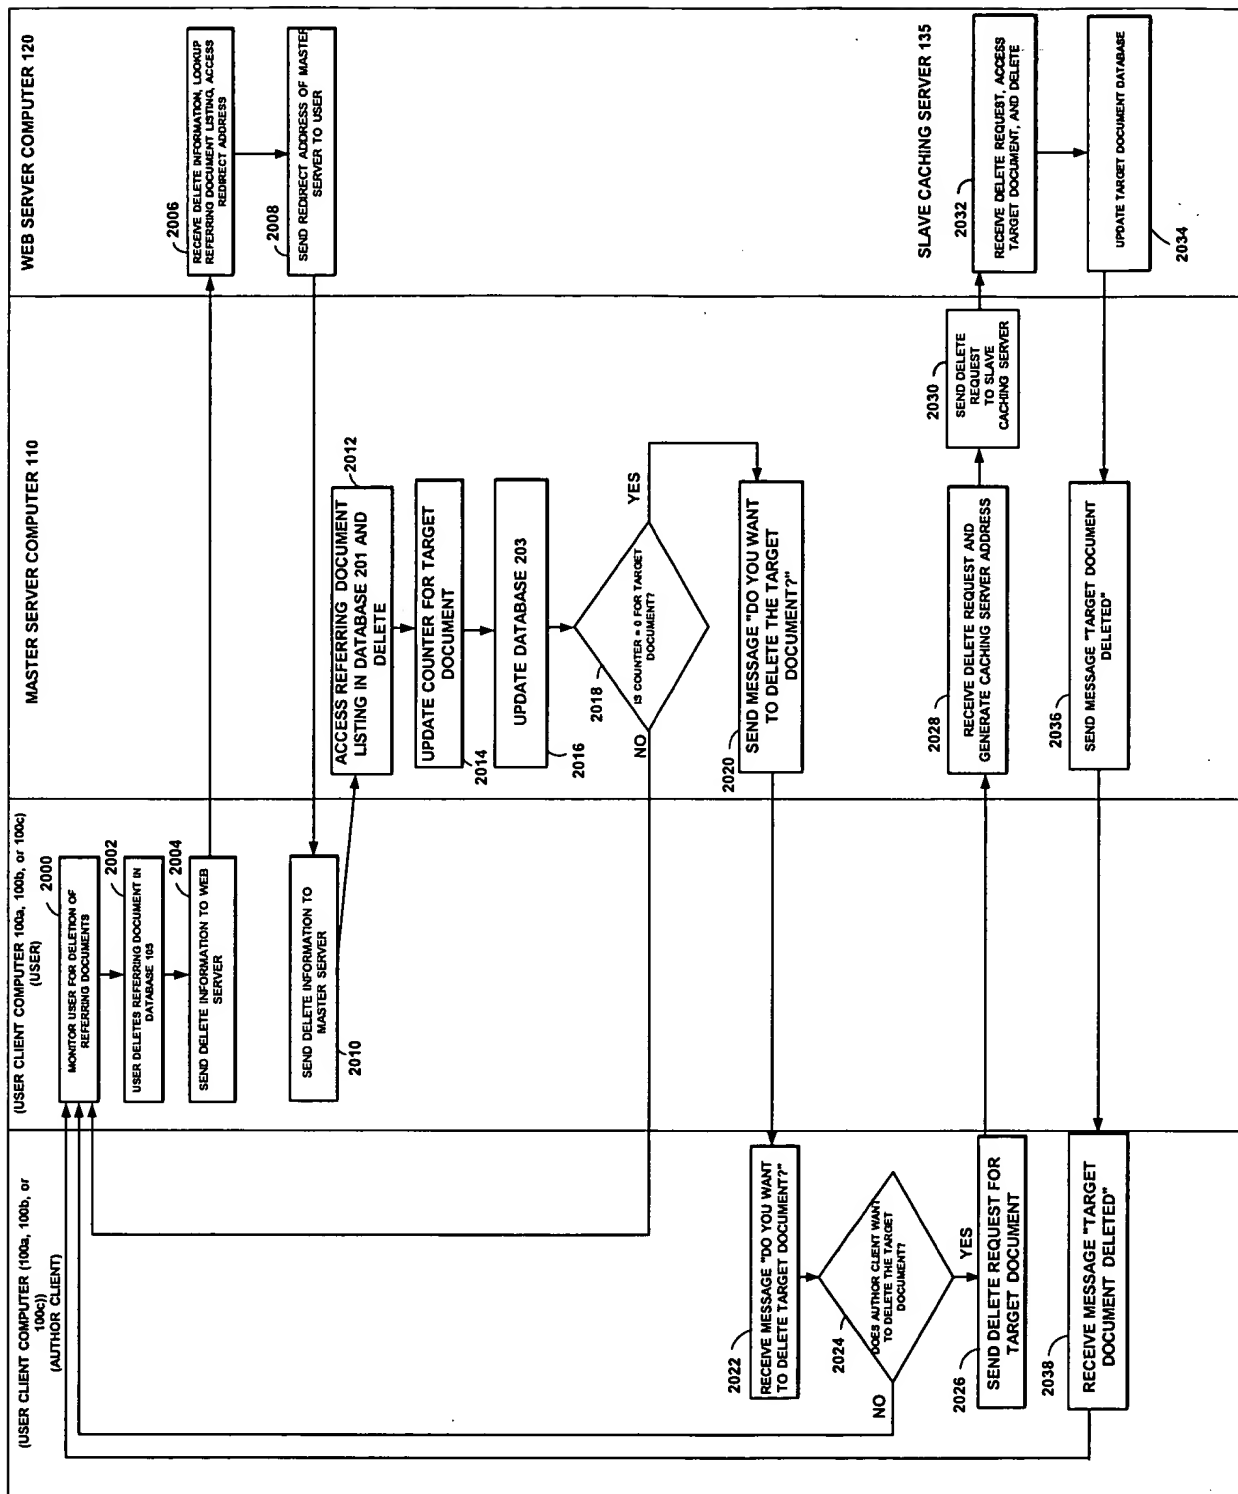 (USER CLIENT COMPUTER (100a, 100b, or
100c))
(AUTHOR CLIENT)
(USER CLIENT COMPUTER 100a, 100b, or 100c)
(USER)
MASTER SERVER COMPUTER 110
WEB SERVER COMPUTER 120
2000
MONITOR USER FOR DELETION OF
REFERRING DOCUMENTS
2002
USER DELETES REFERRING DOCUMENT IN
DATABASE 105
2004
SEND DELETE INFORMATION TO WEB
SERVER
2006
RECEIVE DELETE INFORMATION, LOOKUP
REFERRING DOCUMENT LISTING, ACCESS
REDIRECT ADDRESS
2008
SEND REDIRECT ADDRESS OF MASTER
SERVER TO USER
SEND DELETE INFORMATION TO
MASTER SERVER
2010
2012
ACCESS REFERRING DOCUMENT
LISTING IN DATABASE 201 AND
DELETE
UPDATE COUNTER FOR TARGET
DOCUMENT
2014
UPDATE DATABASE 203
2016
IS COUNTER = 0 FOR TARGET
DOCUMENT?
2018
NO
YES
SEND MESSAGE "DO YOU WANT
TO DELETE THE TARGET
DOCUMENT?"
2020
RECEIVE MESSAGE "DO YOU WANT
TO DELETE TARGET DOCUMENT?"
2022
DOES AUTHOR CLIENT WANT
TO DELETE THE TARGET
DOCUMENT?
2024
NO
YES
SEND DELETE REQUEST FOR
TARGET DOCUMENT
2026
2028
RECEIVE DELETE REQUEST AND
GENERATE CACHING SERVER ADDRESS
2030
SEND DELETE
REQUEST
TO SLAVE
CACHING SERVER
SLAVE CACHING SERVER 135
2032
RECEIVE DELETE REQUEST, ACCESS
TARGET DOCUMENT, AND DELETE
UPDATE TARGET DOCUMENT DATABASE
2034
2036
SEND MESSAGE "TARGET DOCUMENT
DELETED"
2038
RECEIVE MESSAGE "TARGET
DOCUMENT DELETED"